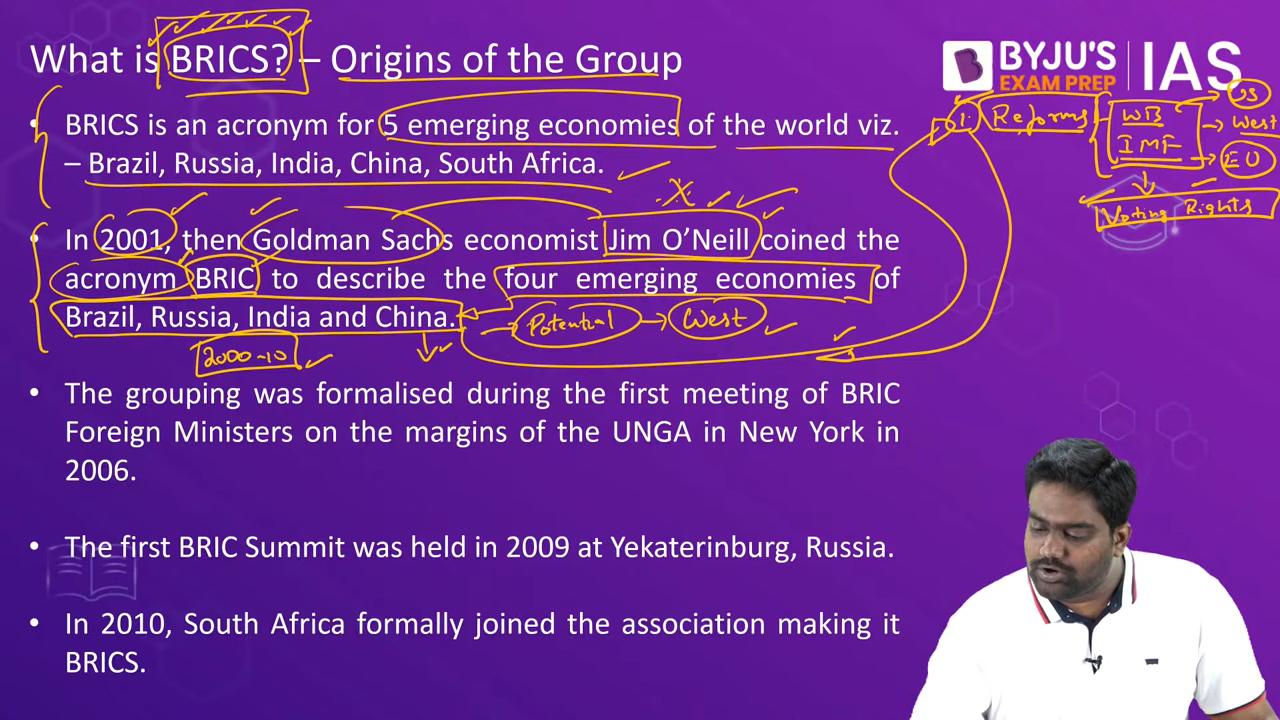 What is BRICS? – Origins of the Group
BYJU'S
EXAM PREP
IAS
BRICS is an acronym for 5 emerging economies of the world viz.
– Brazil, Russia, India, China, South Africa.
1. Reforms
WB
IMF
US
West
EU
Voting Rights
• In 2001, then Goldman Sachs economist Jim O'Neill coined the
acronym BRIC to describe the four emerging economies of
Brazil, Russia, India and China.
Potential → West
2000-10
• The grouping was formalised during the first meeting of BRIC
Foreign Ministers on the margins of the UNGA in New York in
2006.
• The first BRIC Summit was held in 2009 at Yekaterinburg, Russia.
• In 2010, South Africa formally joined the association making it
BRICS.